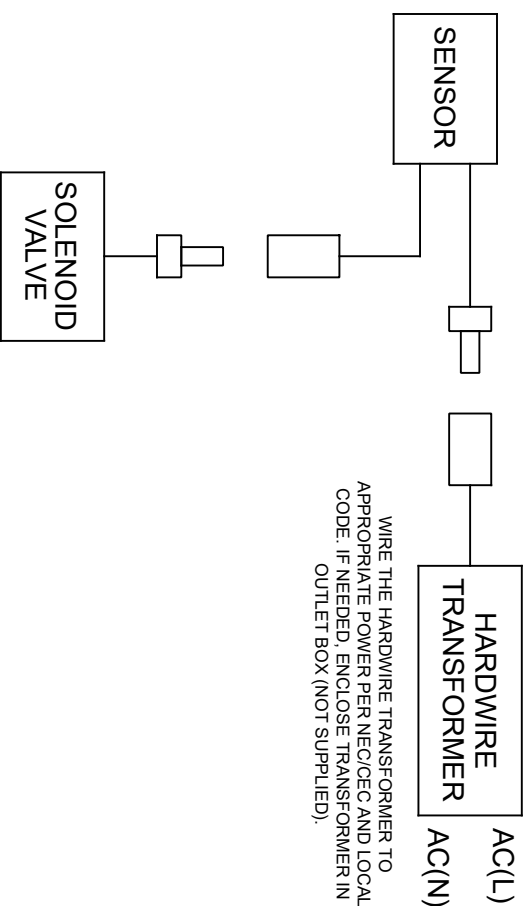 SENSOR
HARDWIRE
TRANSFORMER
AC(L)
AC(N)
WIRE THE HARDWIRE TRANSFORMER TO
APPROPRIATE POWER PER NEC/CEC AND LOCAL
CODE. IF NEEDED, ENCLOSE TRANSFORMER IN
OUTLET BOX (NOT SUPPLIED).
SOLENOID
VALVE